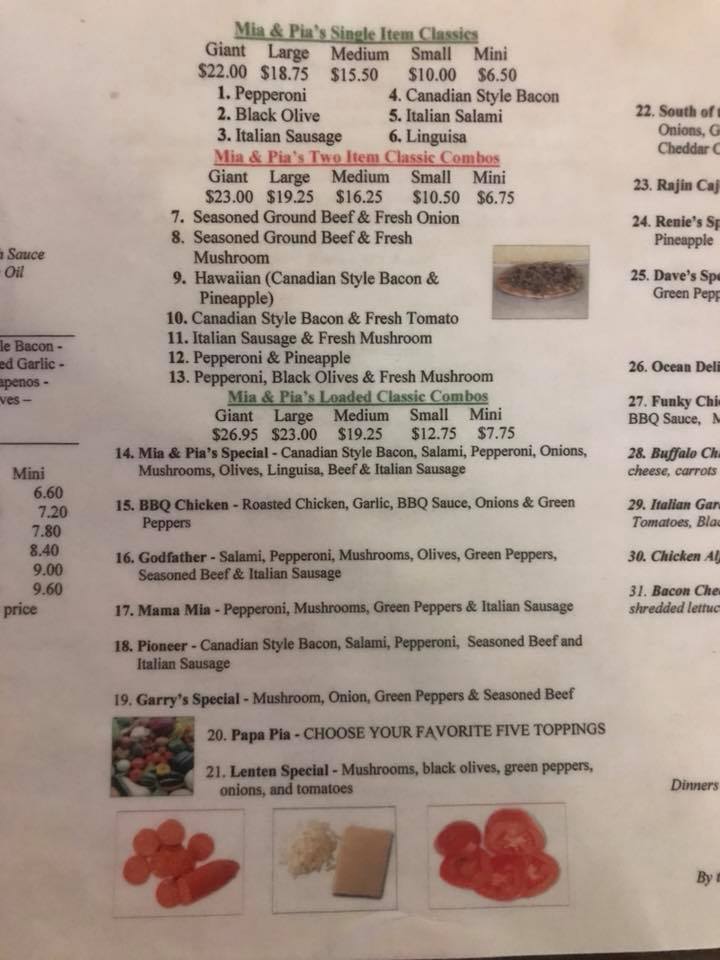 Mia & Pia's Single Item Classics
Giant Large Medium Small Mini
$22.00 $18.75 $15.50 $10.00 $6.50
1. Pepperoni 4. Canadian Style Bacon
2. Black Olive 5. Italian Salami
3. Italian Sausage 6. Linguisa
Mia & Pia's Two Item Classic Combos
Giant Large Medium Small Mini
$23.00 $19.25 $16.25 $10.50 $6.75
7. Seasoned Ground Beef & Fresh Onion
8. Seasoned Ground Beef & Fresh
Mushroom
9. Hawaiian (Canadian Style Bacon &
Pineapple)
10. Canadian Style Bacon & Fresh Tomato
11. Italian Sausage & Fresh Mushroom
12. Pepperoni & Pineapple
13. Pepperoni, Black Olives & Fresh Mushroom
Mia & Pia's Loaded Classic Combos
Giant Large Medium Small Mini
$26.95 $23.00 $19.25 $12.75 $7.75
14. Mia & Pia's Special - Canadian Style Bacon, Salami, Pepperoni, Onions,
Mushrooms, Olives, Linguisa, Beef & Italian Sausage
15. BBQ Chicken - Roasted Chicken, Garlic, BBQ Sauce, Onions & Green
Peppers
16. Godfather - Salami, Pepperoni, Mushrooms, Olives, Green Peppers,
Seasoned Beef & Italian Sausage
17. Mama Mia - Pepperoni, Mushrooms, Green Peppers & Italian Sausage
18. Pioneer - Canadian Style Bacon, Salami, Pepperoni, Seasoned Beef and
Italian Sausage
19. Garry's Special - Mushroom, Onion, Green Peppers & Seasoned Beef
20. Papa Pia - CHOOSE YOUR FAVORITE FIVE TOPPINGS
21. Lenten Special - Mushrooms, black olives, green peppers,
onions, and tomatoes
Sauce
Oil
Bacon -
Garlic -
Mini
6.60
7.20
7.80
8.40
9.00
9.60
price
22. South of
Onions,
Cheddar
23. Rajin
24. Renie's
Pineapple
25. Dave's
Green
26. Ocean
27. Funky
BBQ Sauce,
28. Buffalo
cheese, carrots
29. Italian
Tomatoes,
30. Chicken
31. Bacon
shredded
Dinners
By